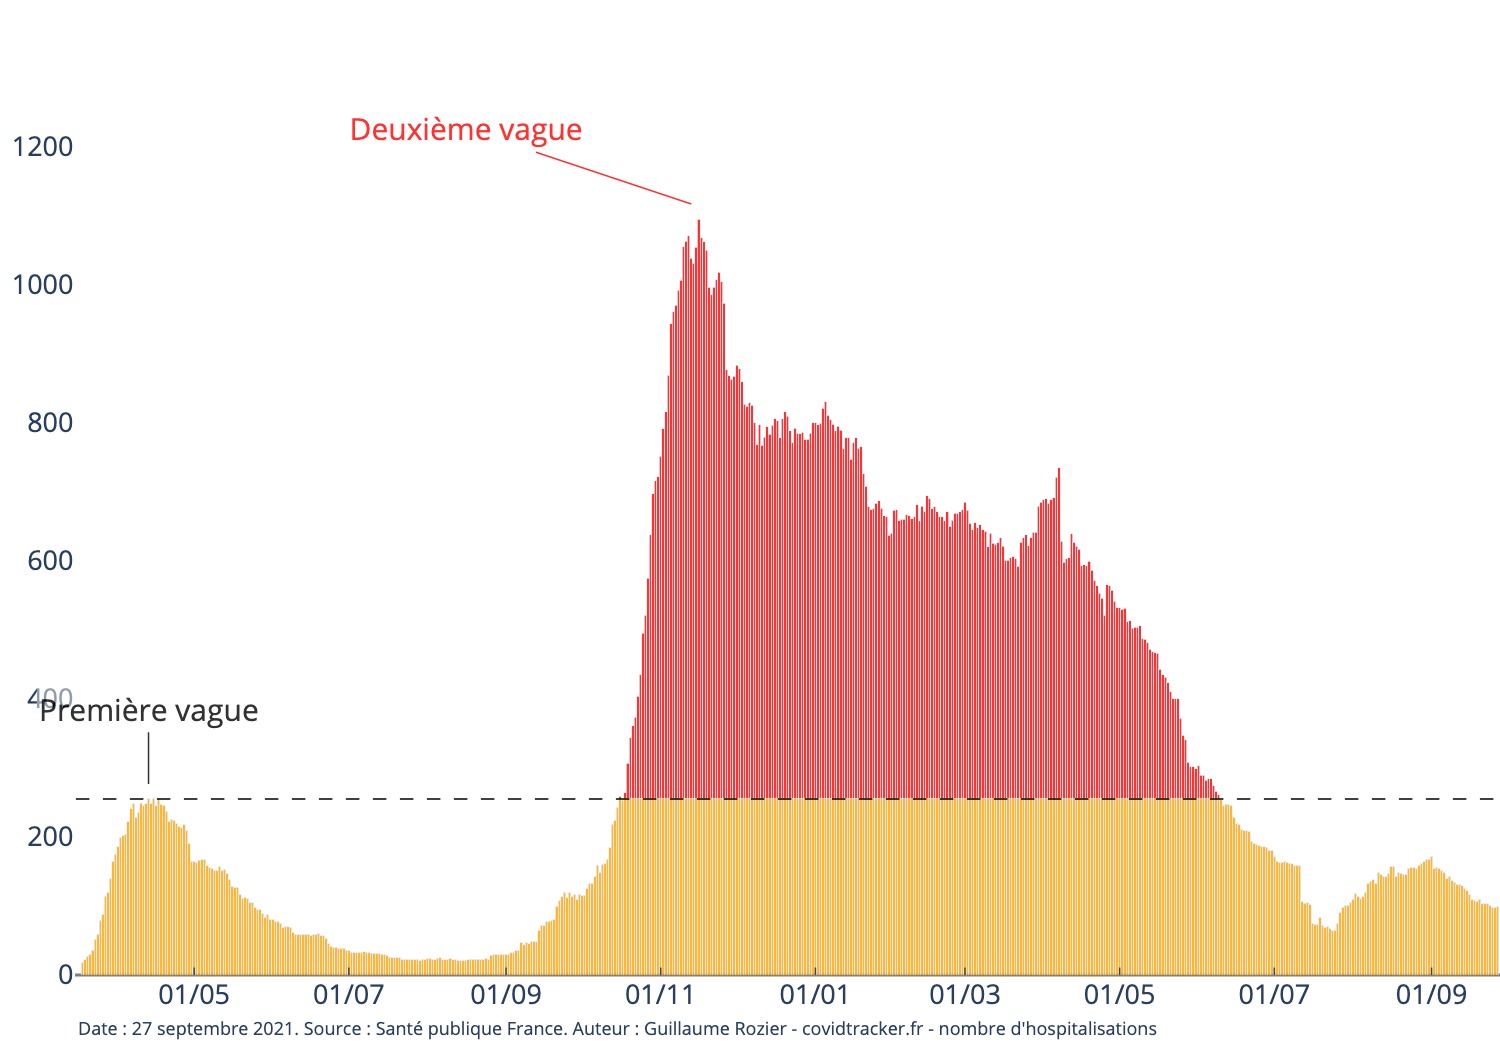 Deuxième vague
1200
1000
800
600
400
Première vague
200
0
01/05 01/07 01/09 01/11 01/01 01/03 01/05 01/07 01/09
Date : 27 septembre 2021. Source : Santé publique France. Auteur : Guillaume Rozier - covidtracker.fr - nombre d'hospitalisations